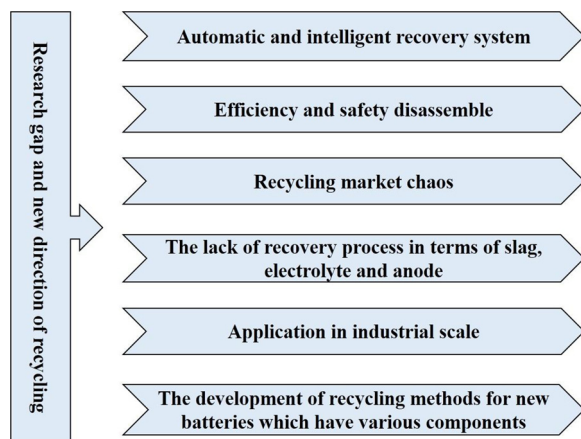 Research gap and new direction of recycling
Automatic and intelligent recovery system
Efficiency and safety disassemble
Recycling market chaos
The lack of recovery process in terms of slag,
electrolyte and anode
Application in industrial scale
The development of recycling methods for new
batteries which have various components